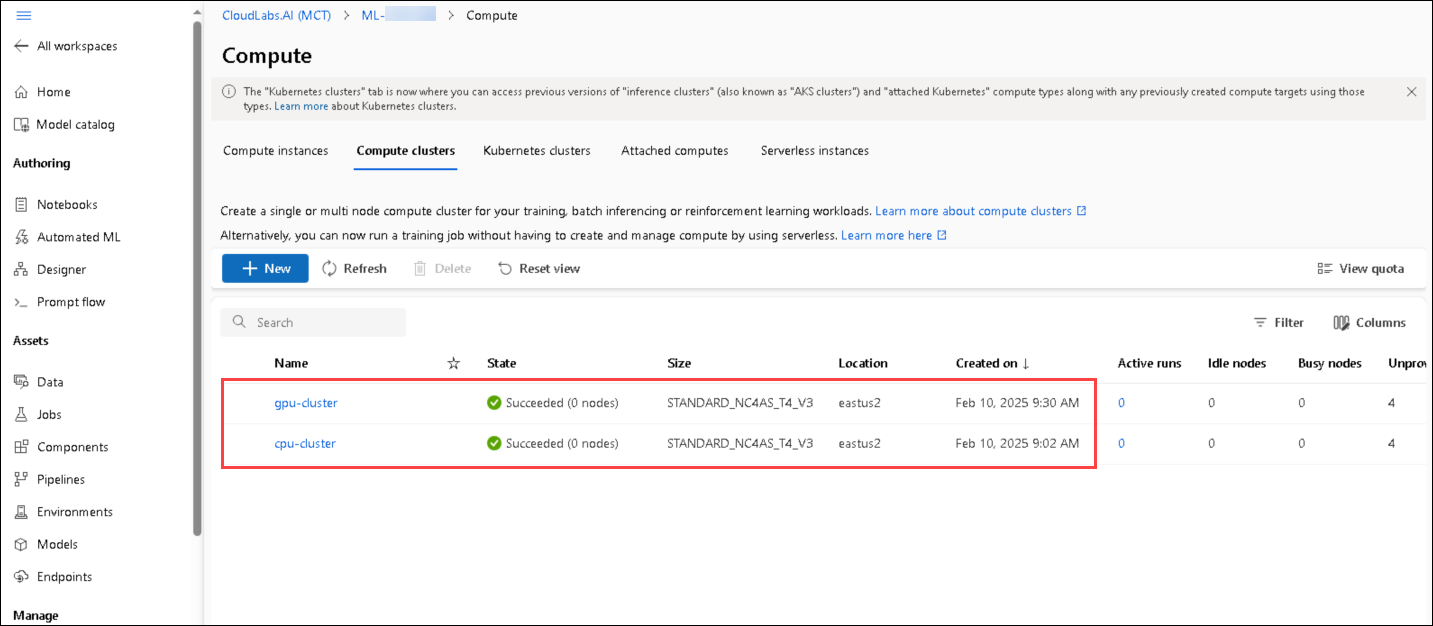 CloudLabs.AI (MCT) > ML- > Compute
All workspaces
Compute
Home
The "Kubernetes clusters" tab is now where you can access previous versions of "inference clusters" (also known as "AKS clusters") and "attached Kubernetes" compute types along with any previously created compute targets using those
types. Learn more about Kubernetes clusters.
Model catalog
Authoring
Compute instances Compute clusters Kubernetes clusters Attached computes Serverless instances
Notebooks
Create a single or multi node compute cluster for your training, batch inferencing or reinforcement learning workloads. Learn more about compute clusters
Automated ML
Alternatively, you can now run a training job without having to create and manage compute by using serverless. Learn more here
Designer
New Refresh Delete Reset view View quota
Prompt flow
Search Filter Columns
Assets
Name State Size Location Created on ↓ Active runs Idle nodes Busy nodes Unprov
Data
gpu-cluster Succeeded (0 nodes) STANDARD_NC4AS_T4_V3 eastus2 Feb 10, 2025 9:30 AM 0 0 0 4
Jobs
cpu-cluster Succeeded (0 nodes) STANDARD_NC4AS_T4_V3 eastus2 Feb 10, 2025 9:02 AM 0 0 0 4
Components
Pipelines
Environments
Models
Endpoints
Manage